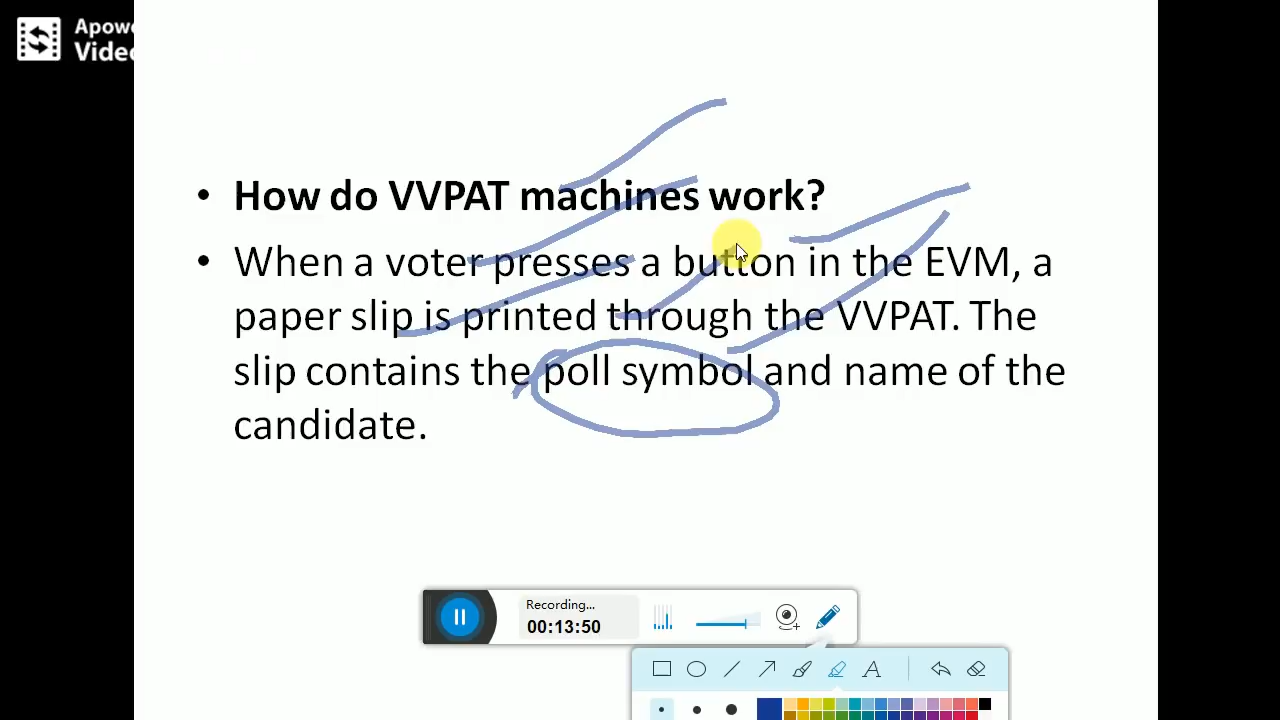 Apowe
Video
• How do VVPAT machines work?
• When a voter presses a button in the EVM, a
paper slip is printed through the VVPAT. The
slip contains the poll symbol and name of the
candidate.
Recording...
00:13:50
A